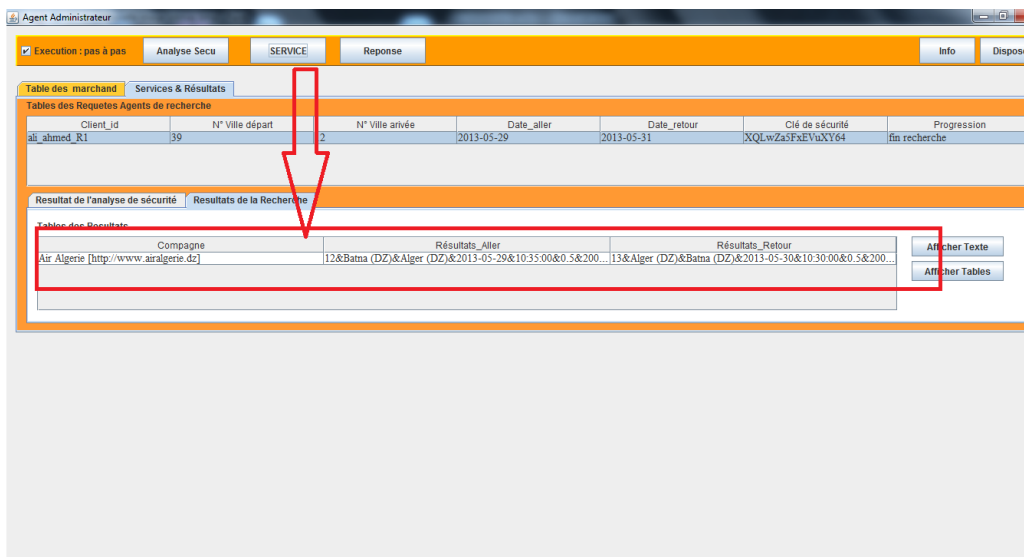 Agent Administrateur
Execution : pas à pas Analyse Secu SERVICE Reponse Info Dispose
Table des marchand Services & Résultats
Tables des Requetes Agents de recherche
Client_id N° Ville départ N° Ville arivée Date_aller Date_retour Clé de sécurité Progression
ali_ahmed_R1 39 2 2013-05-29 2013-05-31 XQLwZa5FxEVuXY64 fin recherche
Resultat de l'analyse de sécurité Resultats de la Recherche
Tables des Resultats
Compagne Résultats_Aller Résultats_Retour
Air Algerie [http://www.airalgerie.dz] 12&Batna (DZ)&Alger (DZ)&2013-05-29&10:35:00&0.5&200... 13&Alger (DZ)&Batna (DZ)&2013-05-30&10:30:00&0.5&200...
Afficher Texte
Afficher Tables